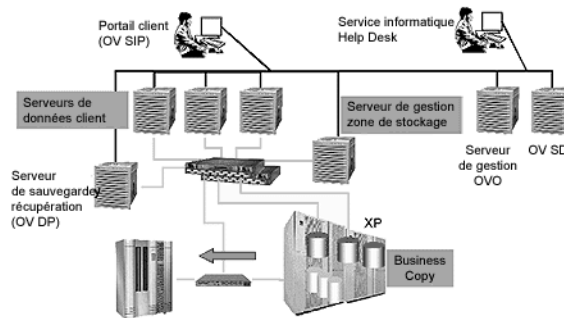 Portail client
(OV SIP)
Service informatique
Help Desk
Serveurs de
données client
Serveur de gestion
zone de stockage
Serveur
de gestion
OVO
OV SD
Serveur
de sauvegarde/
récupération
(OV DP)
XP
Business
Copy